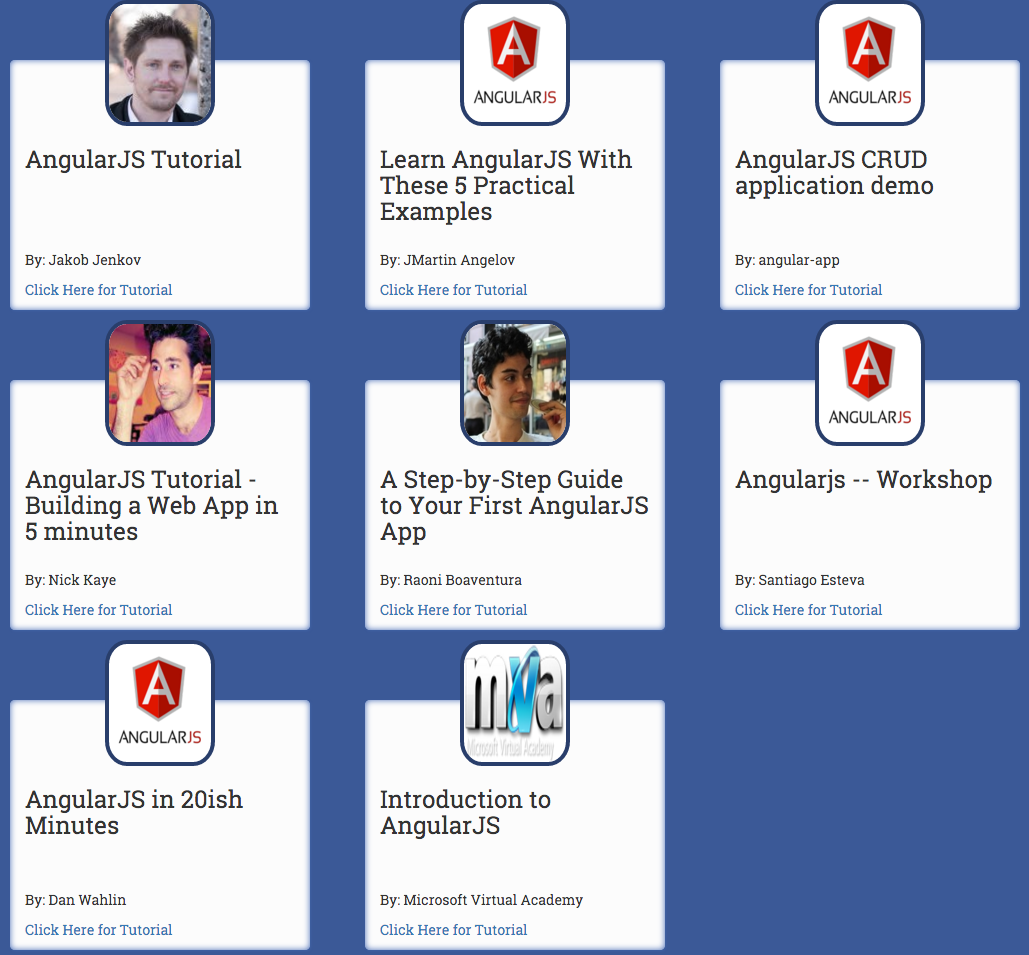 ANGULARJS
ANGULARJS
AngularJS Tutorial
By: Jakob Jenkov
Click Here for Tutorial
Learn AngularJS With
These 5 Practical
Examples
By: JMartin Angelov
Click Here for Tutorial
AngularJS CRUD
application demo
By: angular-app
Click Here for Tutorial
ANGULARJS
AngularJS Tutorial -
Building a Web App in
5 minutes
By: Nick Kaye
Click Here for Tutorial
A Step-by-Step Guide
to Your First AngularJS
App
By: Raoni Boaventura
Click Here for Tutorial
Angularjs -- Workshop
By: Santiago Esteva
Click Here for Tutorial
ANGULARJS
AngularJS in 20ish
Minutes
By: Dan Wahlin
Click Here for Tutorial
mva
Microsoft Virtual Academy
Introduction to
AngularJS
By: Microsoft Virtual Academy
Click Here for Tutorial